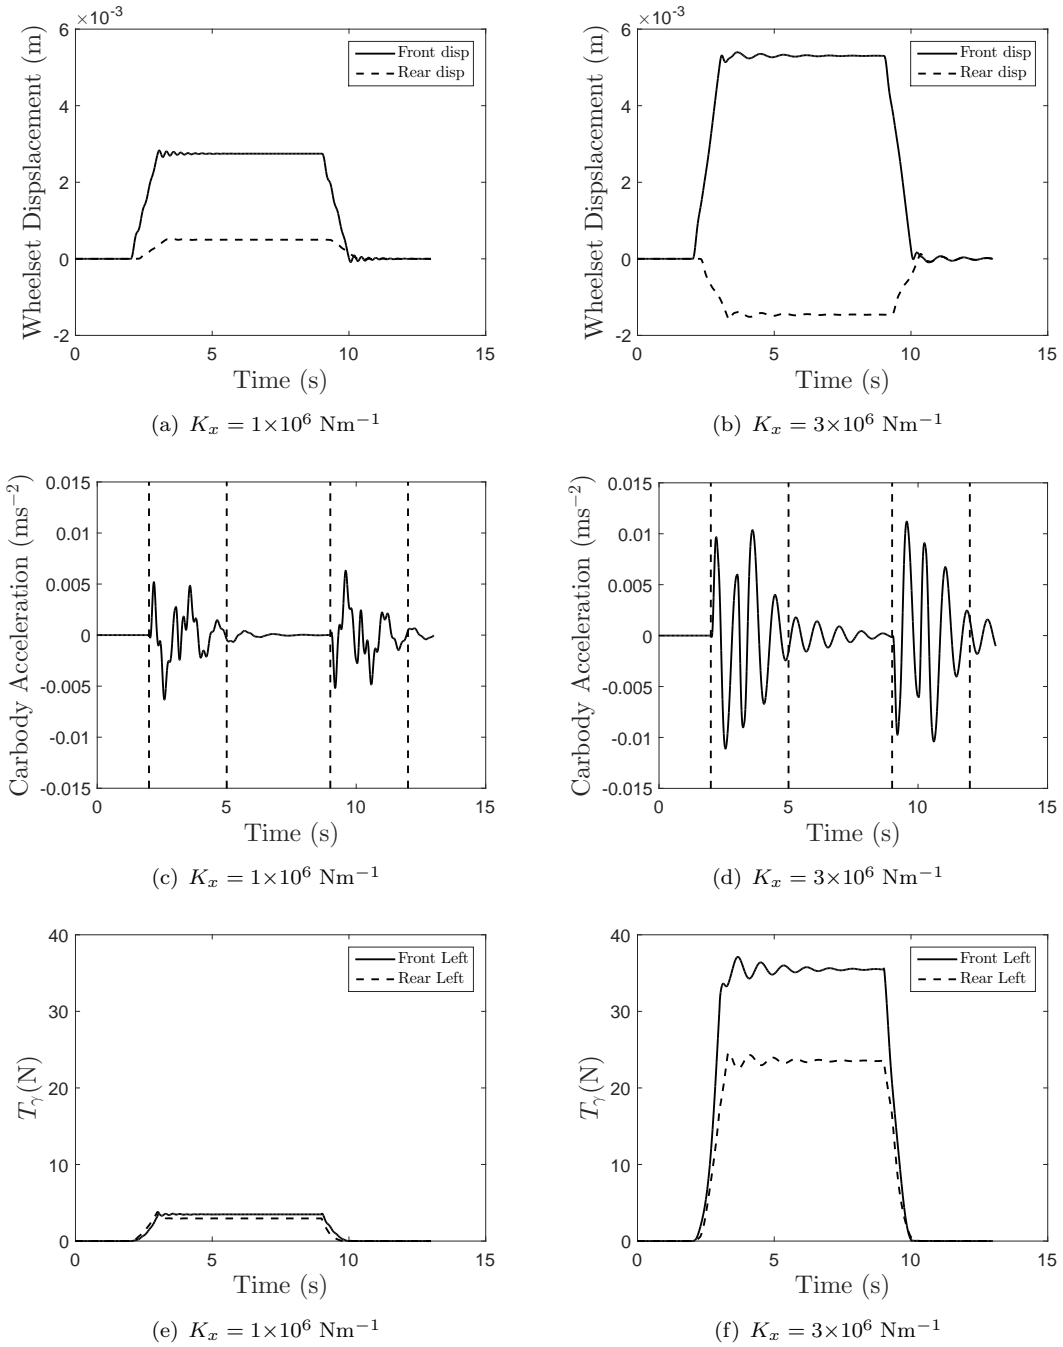 ×10⁻³
6
4
2
0
-2
Wheelset Dispslacement (m)
Front disp
Rear disp
0 5 10 15
Time (s)
(a) Kₓ = 1×10⁶ Nm⁻¹
×10⁻³
6
4
2
0
-2
Wheelset Dispslacement (m)
Front disp
Rear disp
0 5 10 15
Time (s)
(b) Kₓ = 3×10⁶ Nm⁻¹
0.015
0.01
0.005
0
-0.005
-0.01
-0.015
Carbody Acceleration (ms⁻²)
0 5 10 15
Time (s)
(c) Kₓ = 1×10⁶ Nm⁻¹
0.015
0.01
0.005
0
-0.005
-0.01
-0.015
Carbody Acceleration (ms⁻²)
0 5 10 15
Time (s)
(d) Kₓ = 3×10⁶ Nm⁻¹
40
30
20
10
0
Tᵧ(N)
Front Left
Rear Left
0 5 10 15
Time (s)
(e) Kₓ = 1×10⁶ Nm⁻¹
40
30
20
10
0
Tᵧ(N)
Front Left
Rear Left
0 5 10 15
Time (s)
(f) Kₓ = 3×10⁶ Nm⁻¹